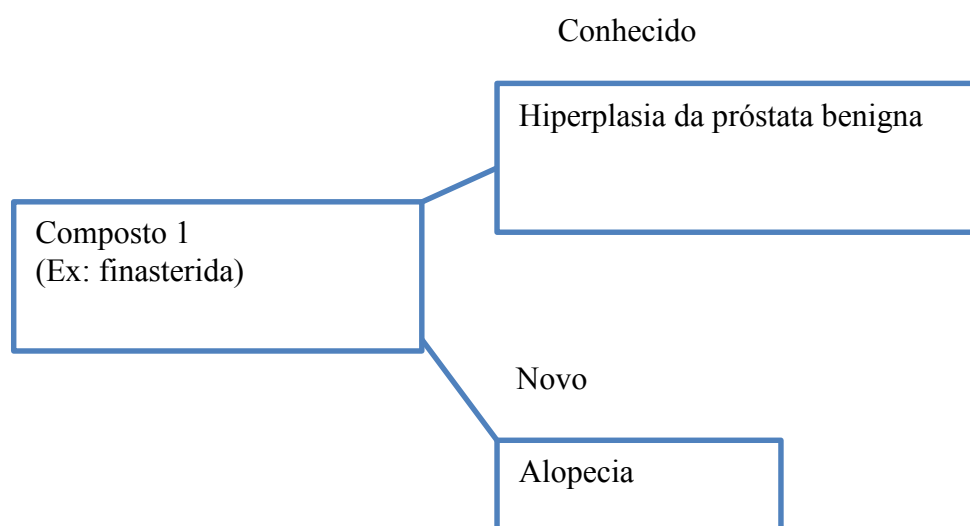 Conhecido
Hiperplasia da próstata benigna
Composto 1
(Ex: finasterida)
Novo
Alopecia